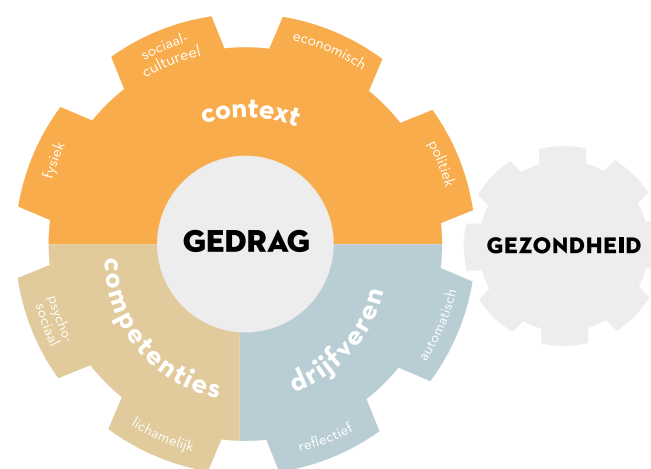 sociaal-
cultureel
economisch
context
fysiek
politiek
GEDRAG
GEZONDHEID
competenties
drijfveren
psycho-
sociaal
automatisch
lichamelijk
reflectief